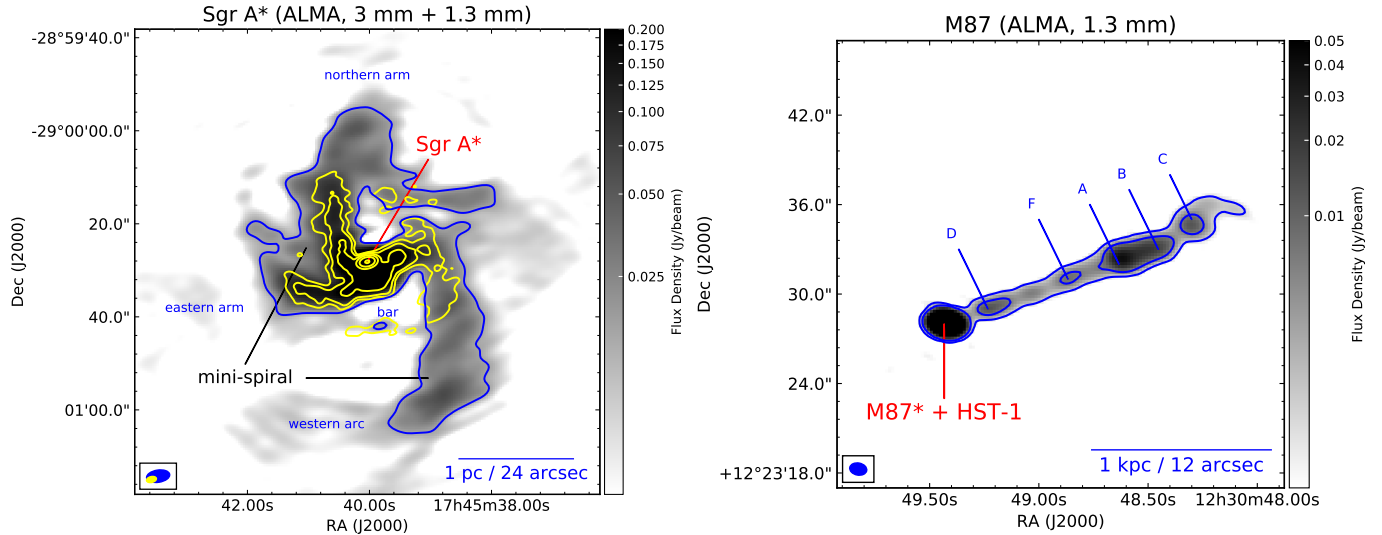 Sgr A* (ALMA, 3 mm + 1.3 mm)
-28°59'40.0"
-29°00'00.0"
20.0"
40.0"
01'00.0"
Dec (J2000)
northern arm
Sgr A*
eastern arm
bar
mini-spiral
western arc
1 pc / 24 arcsec
42.00s
40.00s
17h45m38.00s
RA (J2000)
0.200
0.175
0.150
0.125
0.100
0.075
0.050
0.025
Flux Density (Jy/beam)
M87 (ALMA, 1.3 mm)
42.0"
36.0"
30.0"
24.0"
+12°23'18.0"
Dec (J2000)
D
F
A
B
C
M87* + HST-1
1 kpc / 12 arcsec
49.50s
49.00s
48.50s
12h30m48.00s
RA (J2000)
0.05
0.04
0.03
0.02
0.01
Flux Density (Jy/beam)